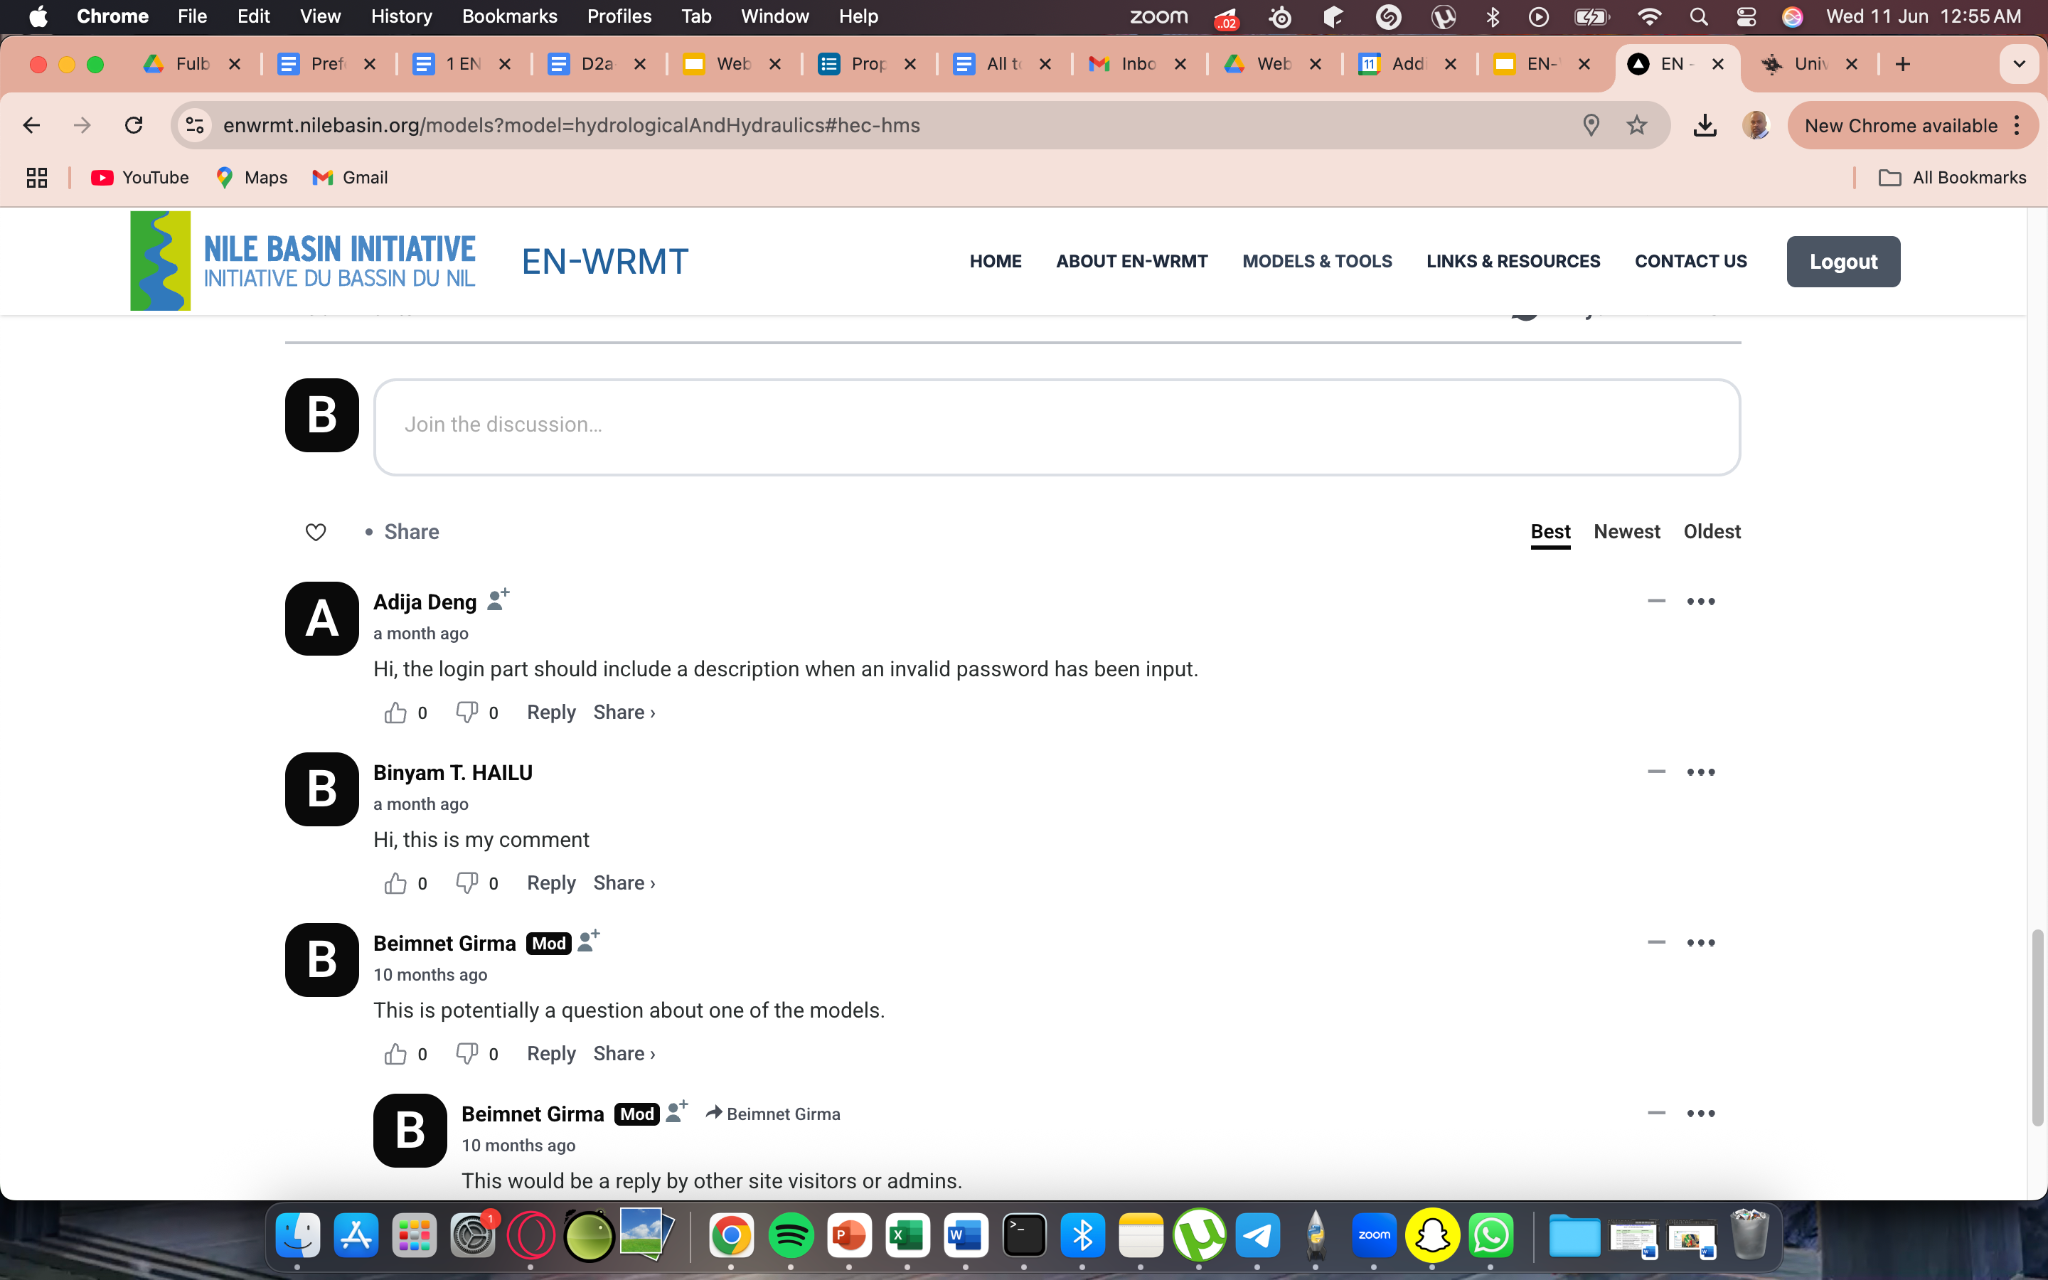 Chrome File Edit View History Bookmarks Profiles Tab Window Help zoom ..02 Wed 11 Jun 12:55 AM
Fulb Pref 1 EN D2a Web Prop All t Inbo Web 11 Add EN- EN - Univ
enwrmt.nilebasin.org/models?model=hydrologicalAndHydraulics#hec-hms New Chrome available
YouTube Maps Gmail All Bookmarks
NILE BASIN INITIATIVE
INITIATIVE DU BASSIN DU NIL
EN-WRMT HOME ABOUT EN-WRMT MODELS & TOOLS LINKS & RESOURCES CONTACT US Logout
B Join the discussion...
• Share Best Newest Oldest
A Adija Deng
a month ago
Hi, the login part should include a description when an invalid password has been input.
0 0 Reply Share ›
B Binyam T. HAILU
a month ago
Hi, this is my comment
0 0 Reply Share ›
B Beimnet Girma Mod
10 months ago
This is potentially a question about one of the models.
0 0 Reply Share ›
B Beimnet Girma Mod Beimnet Girma
10 months ago
This would be a reply by other site visitors or admins.
1 P X W >_ zoom W W